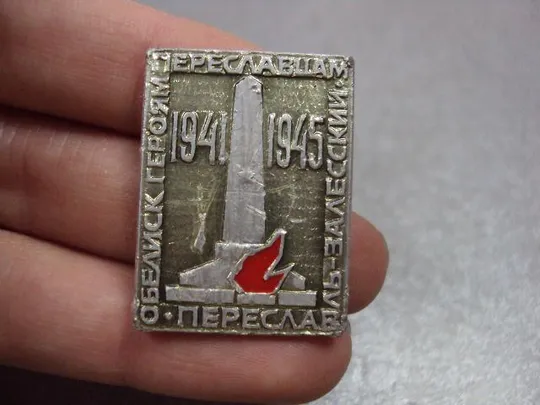 ОБЕЛИСК ГЕРОЯМ
ПЕРЕСЛАВЦАМ
1941 1945
ПЕРЕСЛАВ
ЛЬ-ЗАЛЕССКИЙ